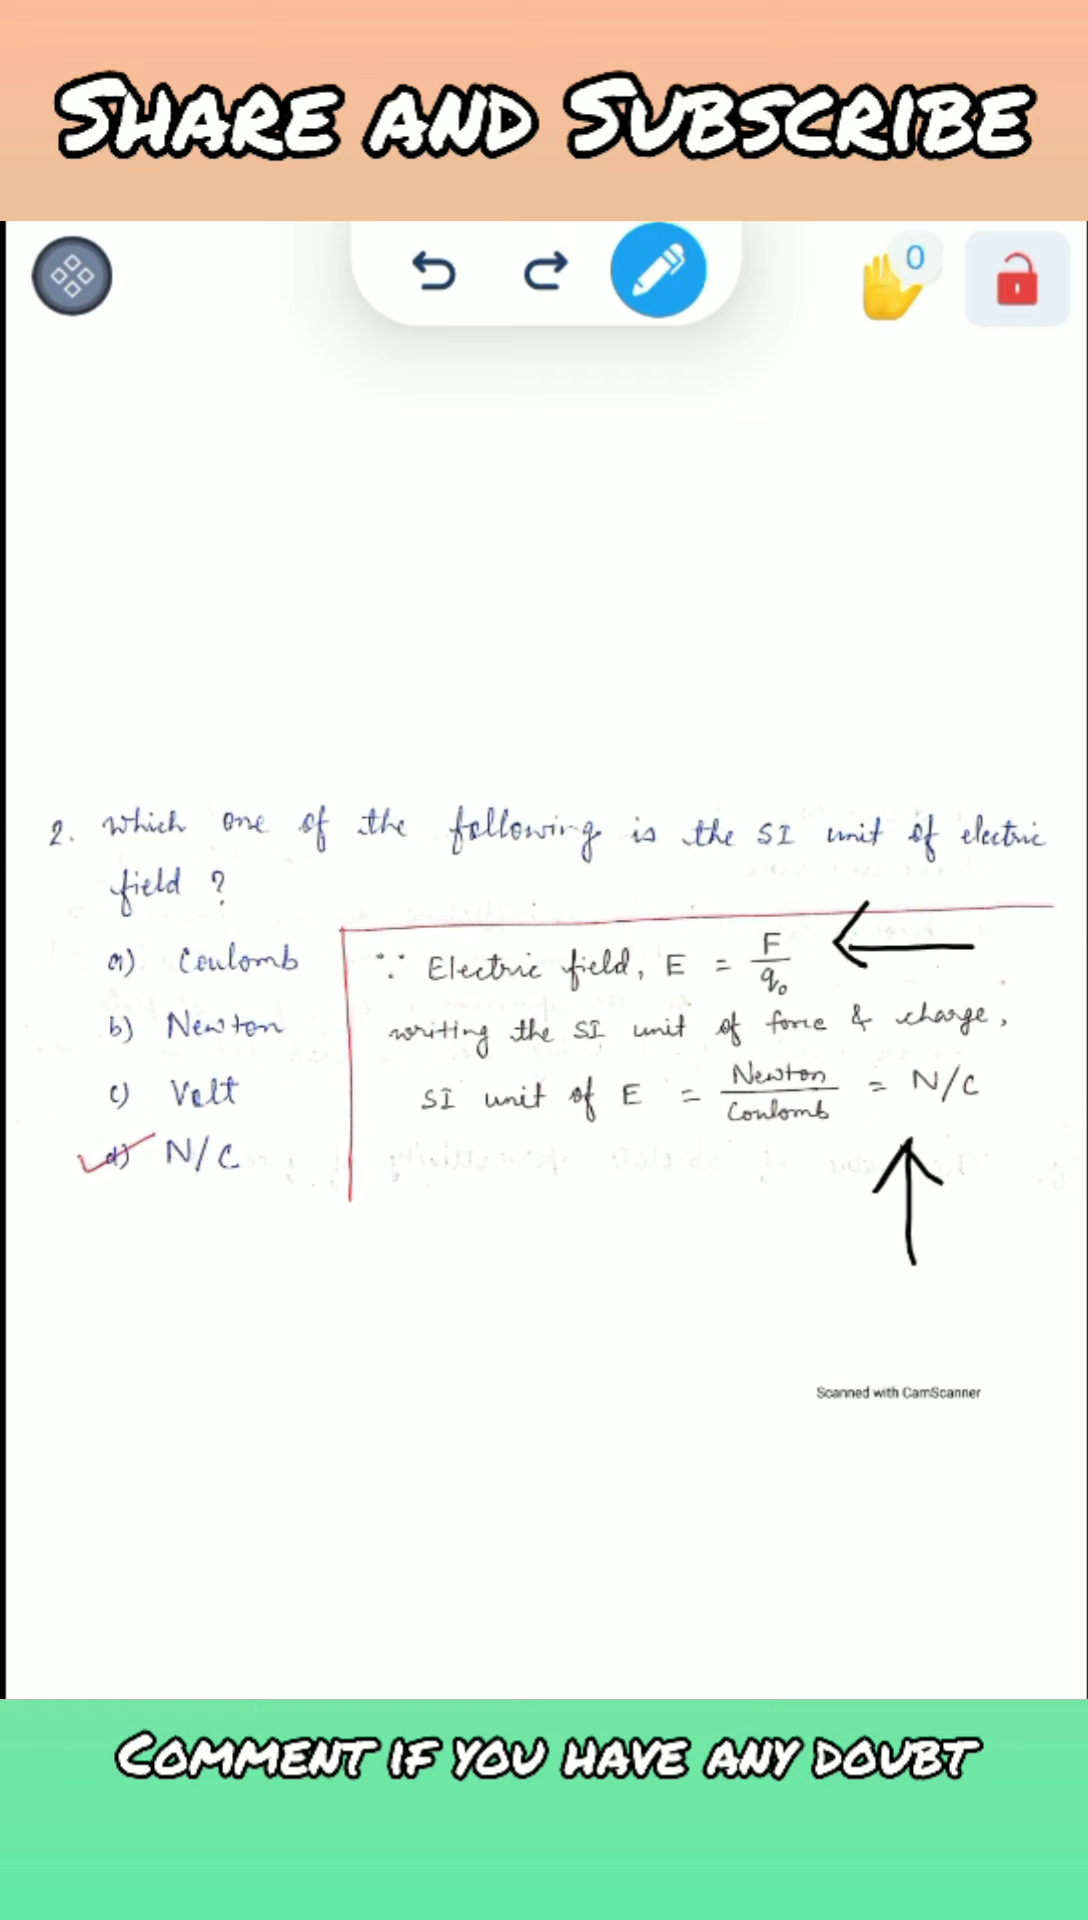 SHARE AND SUBSCRIBE
0
2. Which one of the following is the SI unit of electric
field ?
a) Coulomb
b) Newton
c) Volt
d) N/C
∵ Electric field, E = F/q₀
writing the SI unit of force & charge,
SI unit of E = Newton/Coulomb = N/C
Scanned with CamScanner
COMMENT IF YOU HAVE ANY DOUBT